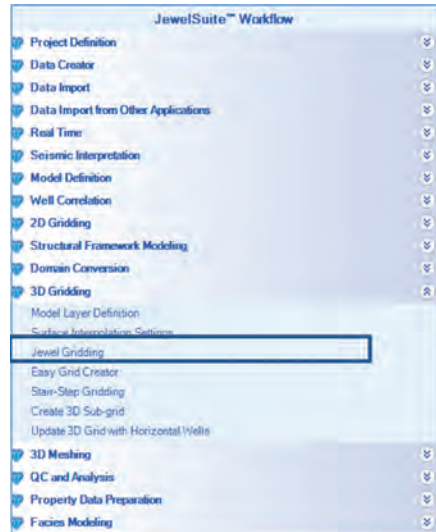 JewelSuite™ Workflow
Project Definition
Data Creator
Data Import
Data Import from Other Applications
Real Time
Seismic Interpretation
Model Definition
Well Correlation
2D Gridding
Structural Framework Modeling
Domain Conversion
3D Gridding
Model Layer Definition
Surface Interpolation Settings
Jewel Gridding
Easy Grid Creator
Stair-Step Gridding
Create 3D Sub-grid
Update 3D Grid with Horizontal Wells
3D Meshing
QC and Analysis
Property Data Preparation
Facies Modeling